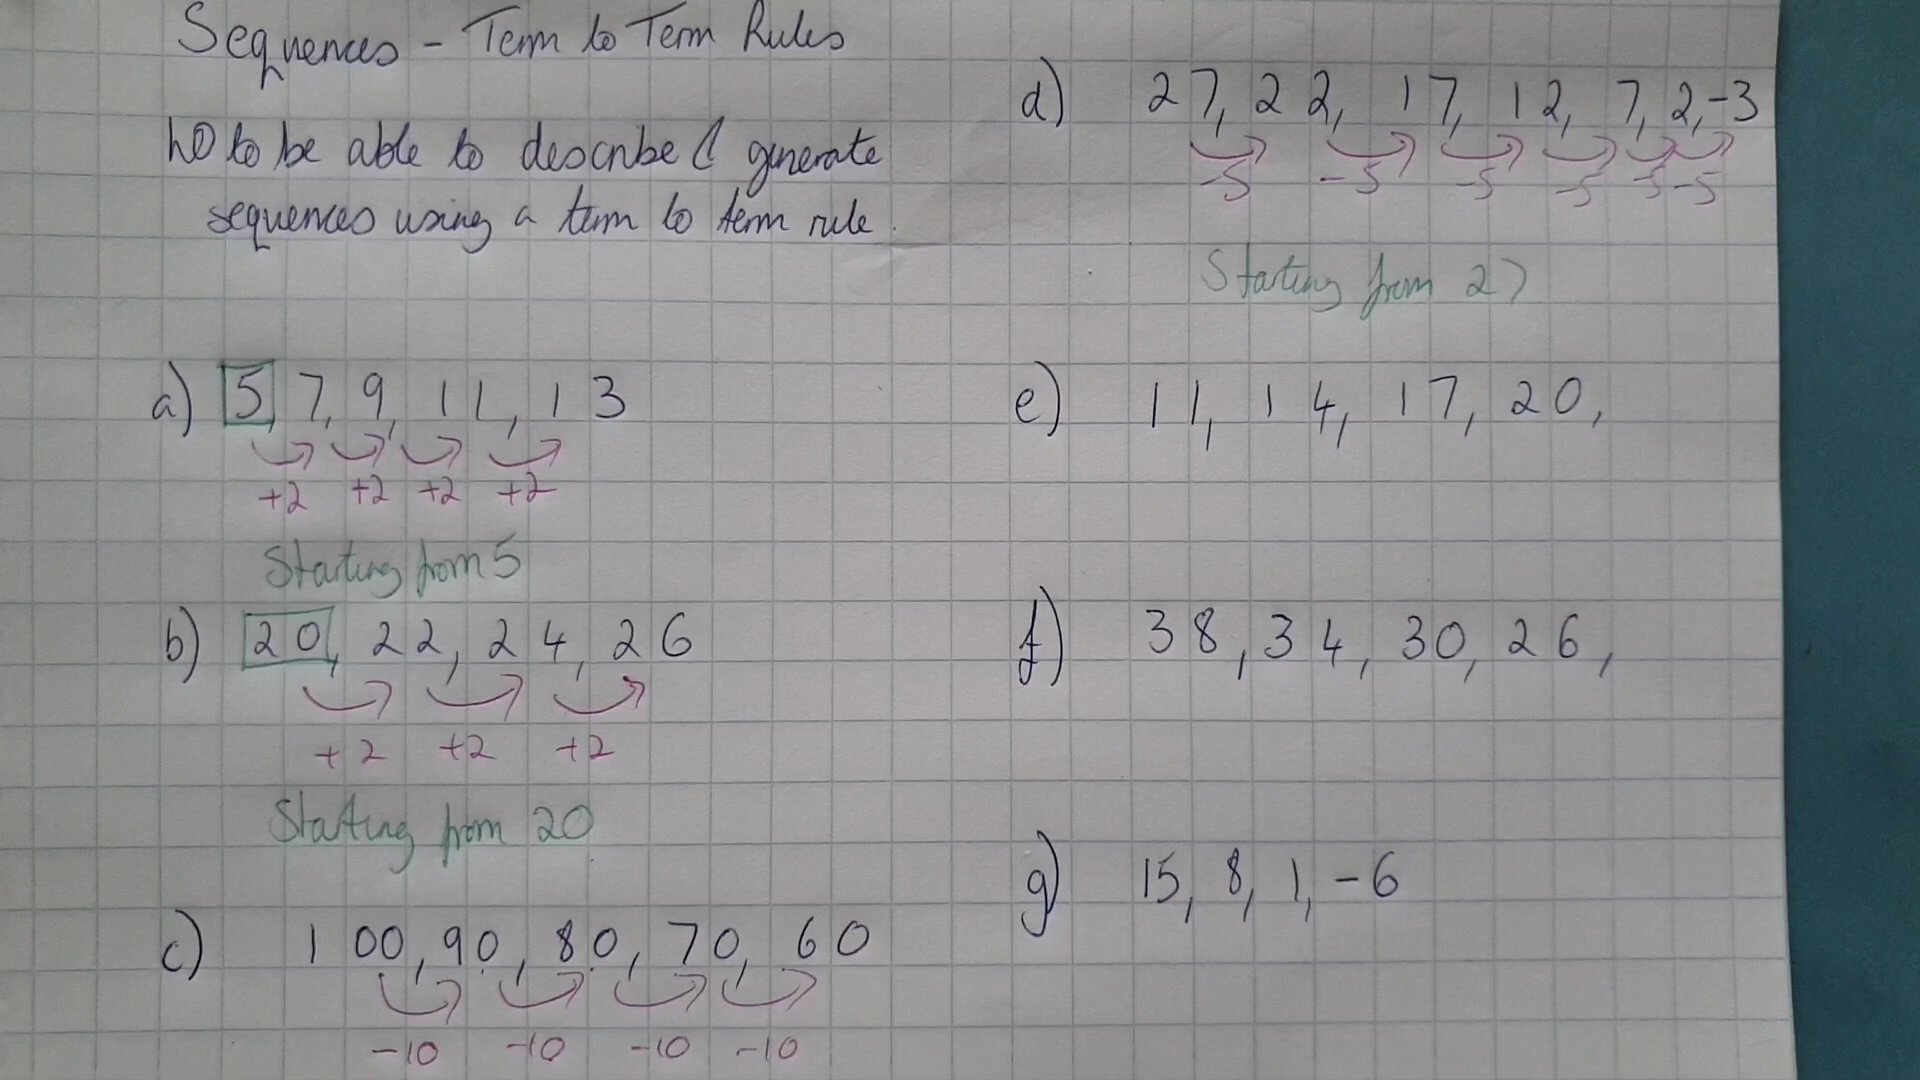 Sequences - Term to Term Rules
LO to be able to describe & generate
sequences using a term to term rule.
a) 5, 7, 9, 11, 13
+2 +2 +2 +2
Starting from 5
b) 20, 22, 24, 26
+2 +2 +2
Starting from 20
c) 100, 90, 80, 70, 60
-10 -10 -10 -10
d) 27, 22, 17, 12, 7, 2, -3
-5 -5 -5 -5 -5 -5
Starting from 27
e) 11, 14, 17, 20,
f) 38, 34, 30, 26,
g) 15, 8, 1, -6